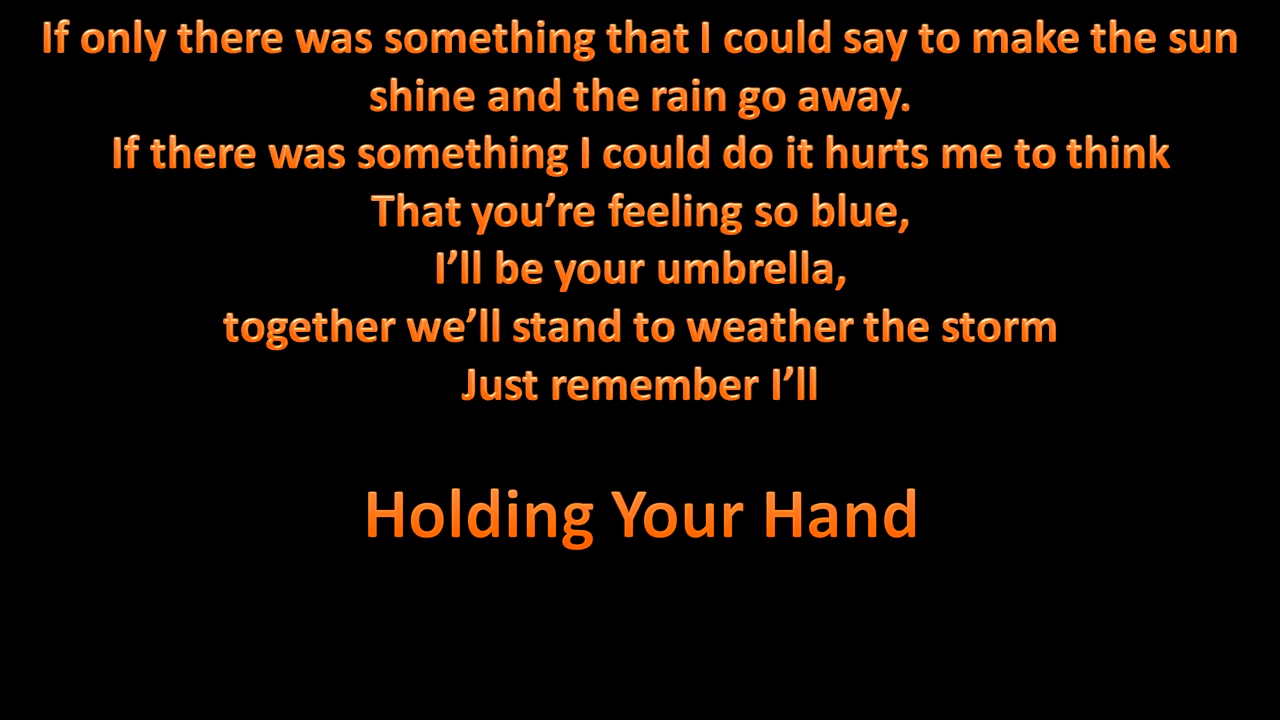 If only there was something that I could say to make the sun
shine and the rain go away.
If there was something I could do it hurts me to think
That you’re feeling so blue,
I’ll be your umbrella,
together we’ll stand to weather the storm
Just remember I’ll
Holding Your Hand